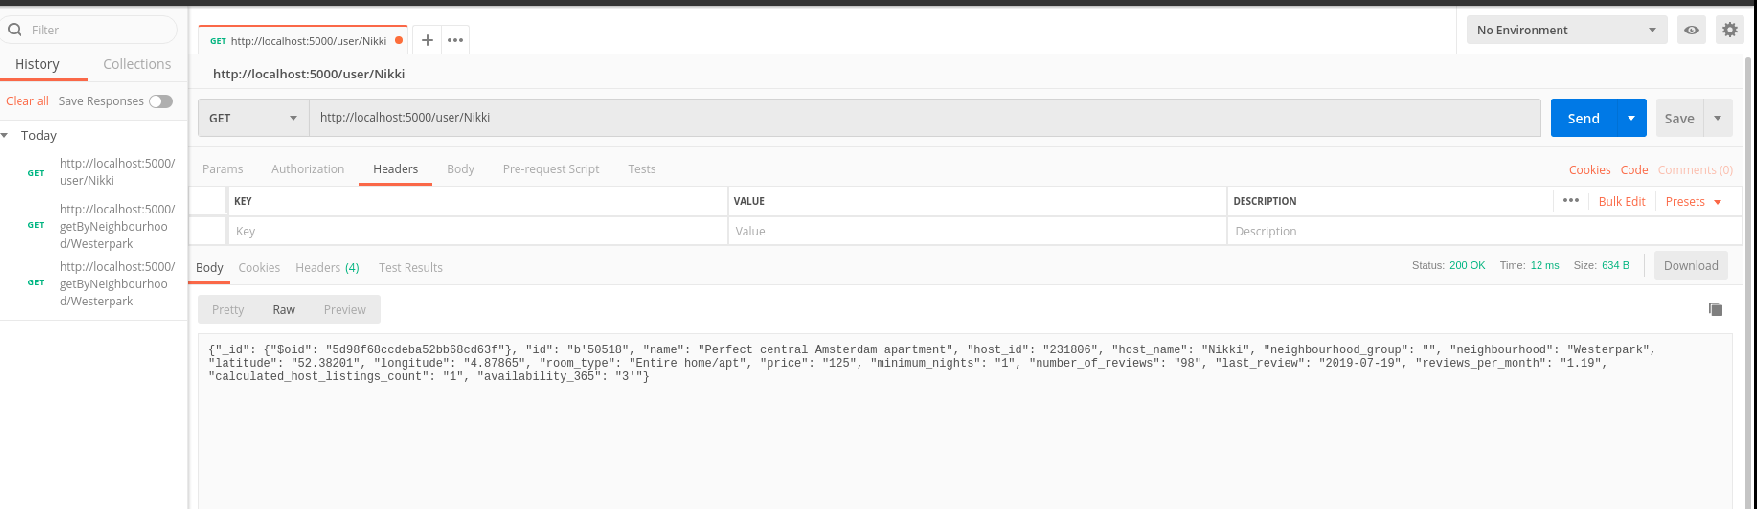 Filter
History Collections
Clear all Save Responses
Today
GET http://localhost:5000/
user/Nikki
GET http://localhost:5000/
getByNeighbourhoo
d/Westerpark
GET http://localhost:5000/
getByNeighbourhoo
d/Westerpark
GET http://localhost:5000/user/Nikki + ••• No Environment
http://localhost:5000/user/Nikki
GET http://localhost:5000/user/Nikki Send Save
Params Authorization Headers Body Pre-request Script Tests Cookies Code Comments (0)
KEY VALUE DESCRIPTION ••• Bulk Edit Presets
Key Value Description
Body Cookies Headers (4) Test Results Status: 200 OK Time: 12 ms Size: 634 B Download
Pretty Raw Preview
{"_id": {"$oid": "5d98f68ccdeba52bb68cd63f"}, "id": "b'50518", "name": "Perfect central Amsterdam apartment", "host_id": "231806", "host_name": "Nikki", "neighbourhood_group": "", "neighbourhood": "Westerpark",
"latitude": "52.38201", "longitude": "4.87865", "room_type": "Entire home/apt", "price": "125", "minimum_nights": "1", "number_of_reviews": "98", "last_review": "2019-07-19", "reviews_per_month": "1.19",
"calculated_host_listings_count": "1", "availability_365": "3'"}